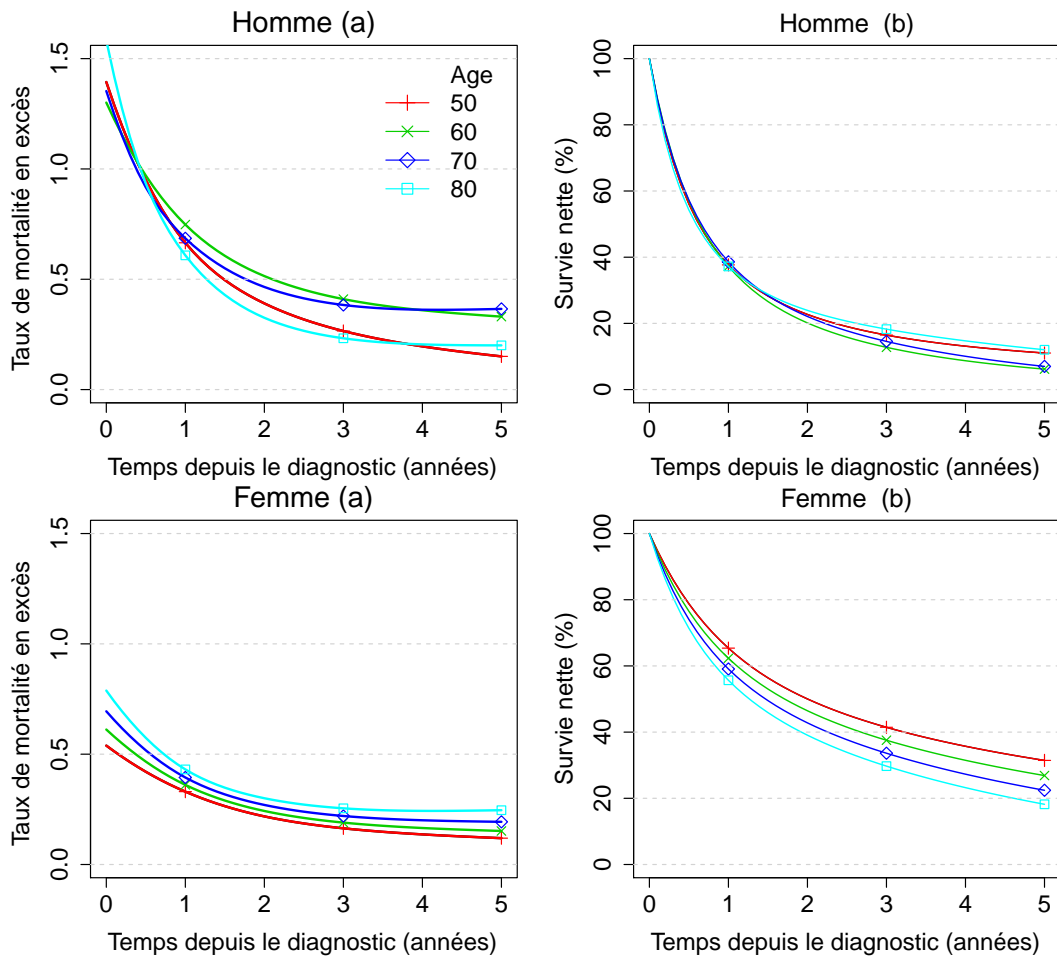 Homme (a)
Taux de mortalité en excès
1.5
1.0
0.5
0.0
Age
50
60
70
80
0 1 2 3 4 5
Temps depuis le diagnostic (années)
Homme (b)
Survie nette (%)
100
80
60
40
20
0
0 1 2 3 4 5
Temps depuis le diagnostic (années)
Femme (a)
Taux de mortalité en excès
1.5
1.0
0.5
0.0
0 1 2 3 4 5
Temps depuis le diagnostic (années)
Femme (b)
Survie nette (%)
100
80
60
40
20
0
0 1 2 3 4 5
Temps depuis le diagnostic (années)